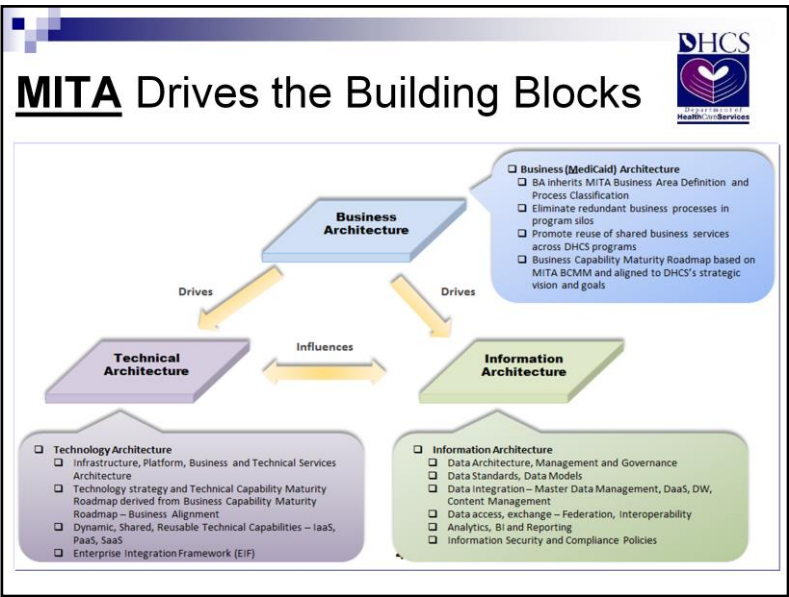 DHCS
Department of
HealthCareServices
MITA Drives the Building Blocks
Business
Architecture
❑ Business (MediCaid) Architecture
❑ BA inherits MITA Business Area Definition and
Process Classification
❑ Eliminate redundant business processes in
program silos
❑ Promote reuse of shared business services
across DHCS programs
❑ Business Capability Maturity Roadmap based on
MITA BCMM and aligned to DHCS's strategic
vision and goals
Drives
Drives
Influences
Technical
Architecture
Information
Architecture
❑ Technology Architecture
❑ Infrastructure, Platform, Business and Technical Services
Architecture
❑ Technology strategy and Technical Capability Maturity
Roadmap derived from Business Capability Maturity
Roadmap – Business Alignment
❑ Dynamic, Shared, Reusable Technical Capabilities – IaaS,
PaaS, SaaS
❑ Enterprise Integration Framework (EIF)
❑ Information Architecture
❑ Data Architecture, Management and Governance
❑ Data Standards, Data Models
❑ Data Integration – Master Data Management, DaaS, DW,
Content Management
❑ Data access, exchange – Federation, Interoperability
❑ Analytics, BI and Reporting
❑ Information Security and Compliance Policies